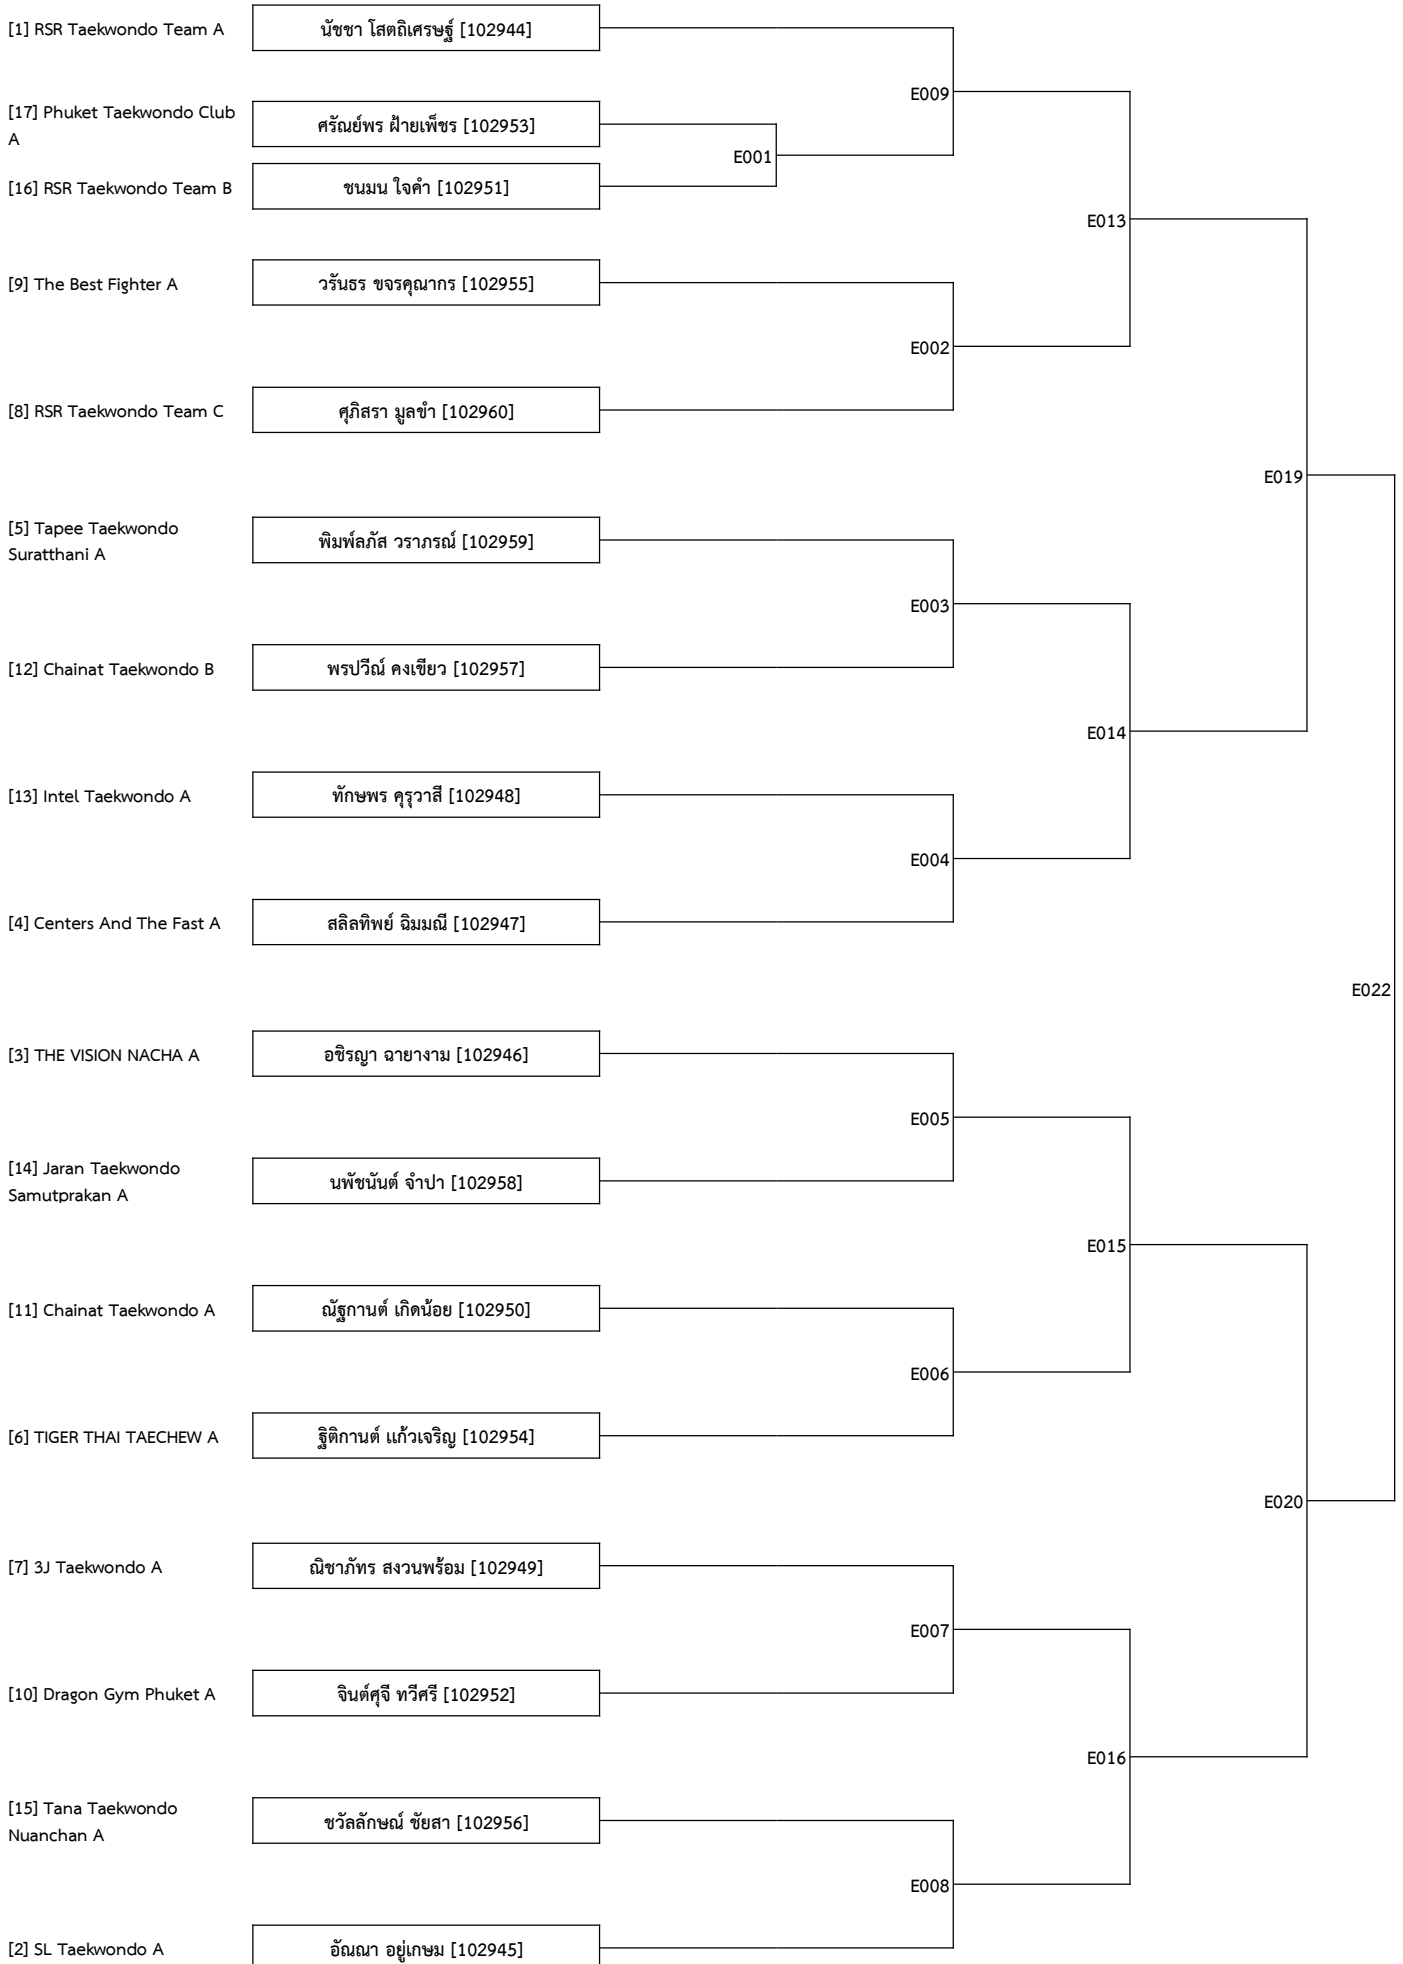 [1] RSR Taekwondo Team A
นัชชา โสตถิเศรษฐ์ [102944]
E009
[17] Phuket Taekwondo Club
A
ศรัณย์พร ฝ้ายเพ็ชร [102953]
E001
[16] RSR Taekwondo Team B
ชนมน ใจคำ [102951]
E013
[9] The Best Fighter A
วรันธร ขจรคุณากร [102955]
E002
[8] RSR Taekwondo Team C
ศุภิสรา มูลขำ [102960]
E019
[5] Tapee Taekwondo
Suratthani A
พิมพ์ลภัส วราภรณ์ [102959]
E003
[12] Chainat Taekwondo B
พรปวีณ์ คงเขียว [102957]
E014
[13] Intel Taekwondo A
ทักษพร คุรุวาสี [102948]
E004
[4] Centers And The Fast A
สลิลทิพย์ ฉิมมณี [102947]
E022
[3] THE VISION NACHA A
อชิรญา ฉายางาม [102946]
E005
[14] Jaran Taekwondo
Samutprakan A
นพัชนันต์ จำปา [102958]
E015
[11] Chainat Taekwondo A
ณัฐกานต์ เกิดน้อย [102950]
E006
[6] TIGER THAI TAECHEW A
ฐิติกานต์ แก้วเจริญ [102954]
E020
[7] 3J Taekwondo A
ณิชาภัทร สงวนพร้อม [102949]
E007
[10] Dragon Gym Phuket A
จินต์ศุจี ทวีศรี [102952]
E016
[15] Tana Taekwondo
Nuanchan A
ชวัลลักษณ์ ชัยสา [102956]
E008
[2] SL Taekwondo A
อัณณา อยู่เกษม [102945]